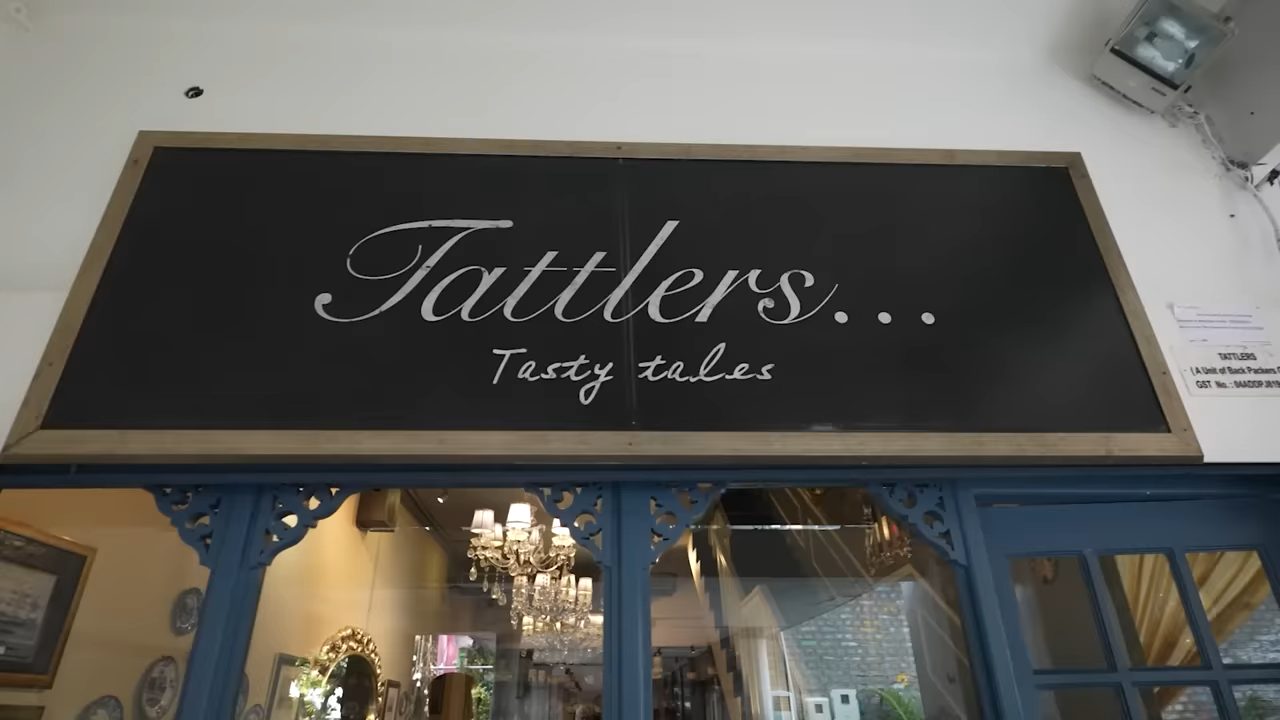 Tattlers...
Tasty tales
TATTLERS
(A Unit of Back Packers
GST No. :